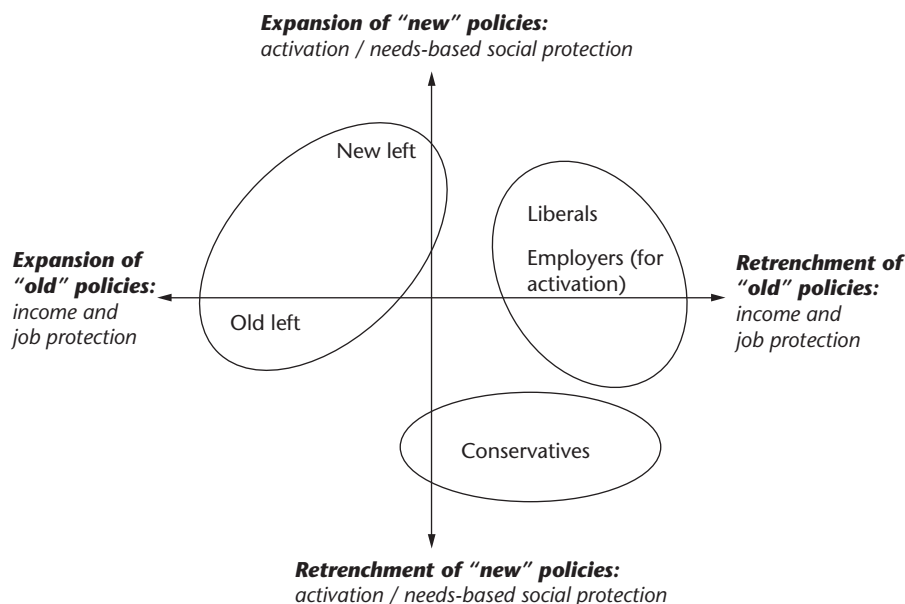 Expansion of “new” policies:
activation / needs-based social protection
New left
Liberals
Employers (for
activation)
Expansion of
“old” policies:
income and
job protection
Retrenchment of
“old” policies:
income and
job protection
Old left
Conservatives
Retrenchment of “new” policies:
activation / needs-based social protection